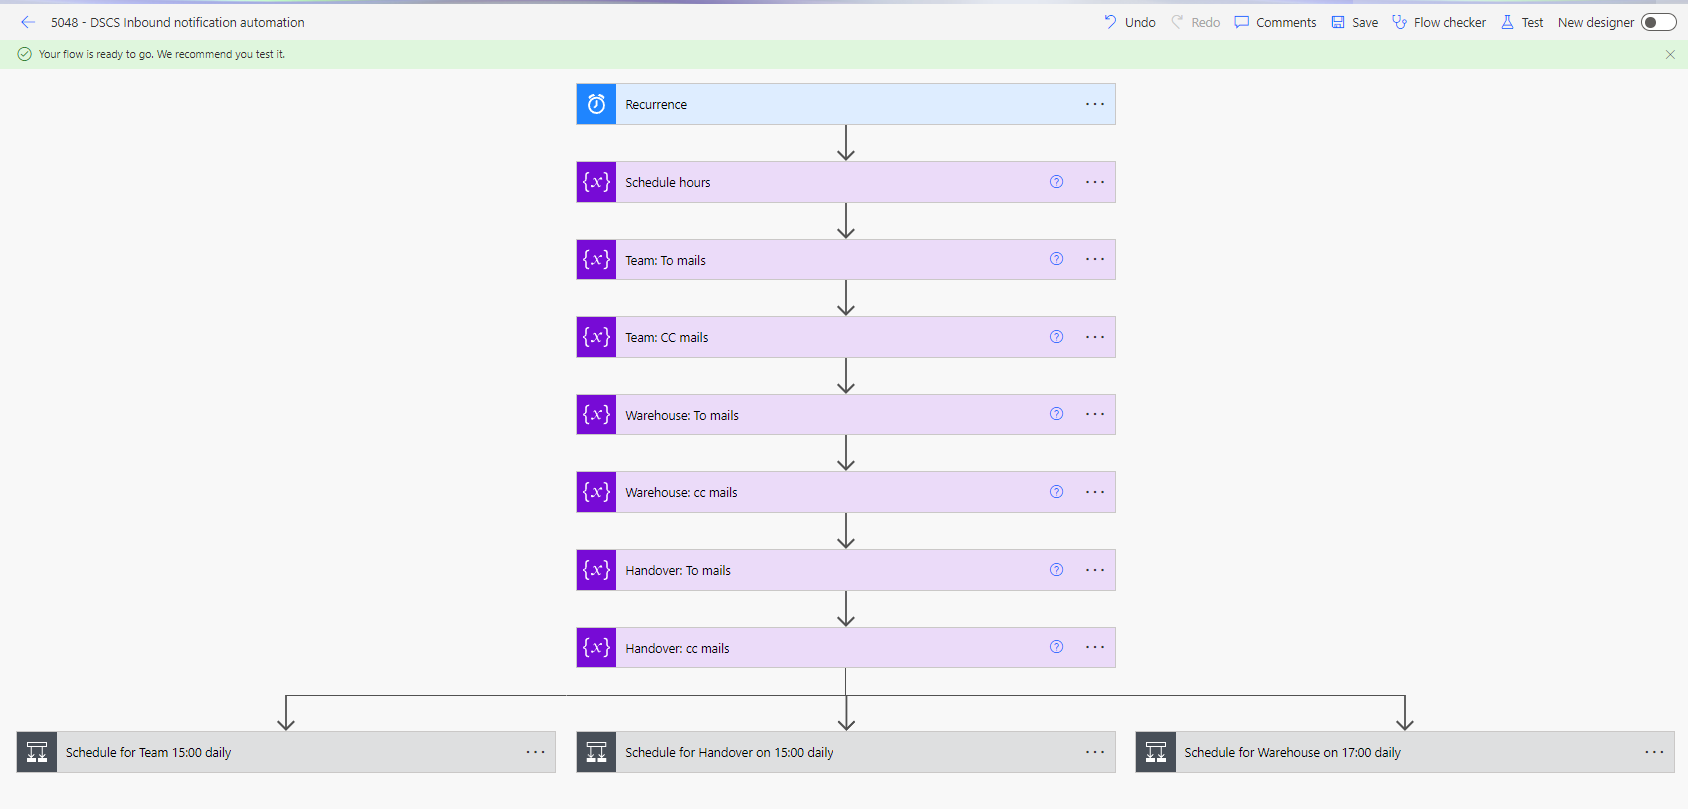 5048 - DSCS Inbound notification automation
Undo Redo Comments Save Flow checker Test New designer
Your flow is ready to go. We recommend you test it.
Recurrence
{x} Schedule hours
{x} Team: To mails
{x} Team: CC mails
{x} Warehouse: To mails
{x} Warehouse: cc mails
{x} Handover: To mails
{x} Handover: cc mails
Schedule for Team 15:00 daily
Schedule for Handover on 15:00 daily
Schedule for Warehouse on 17:00 daily